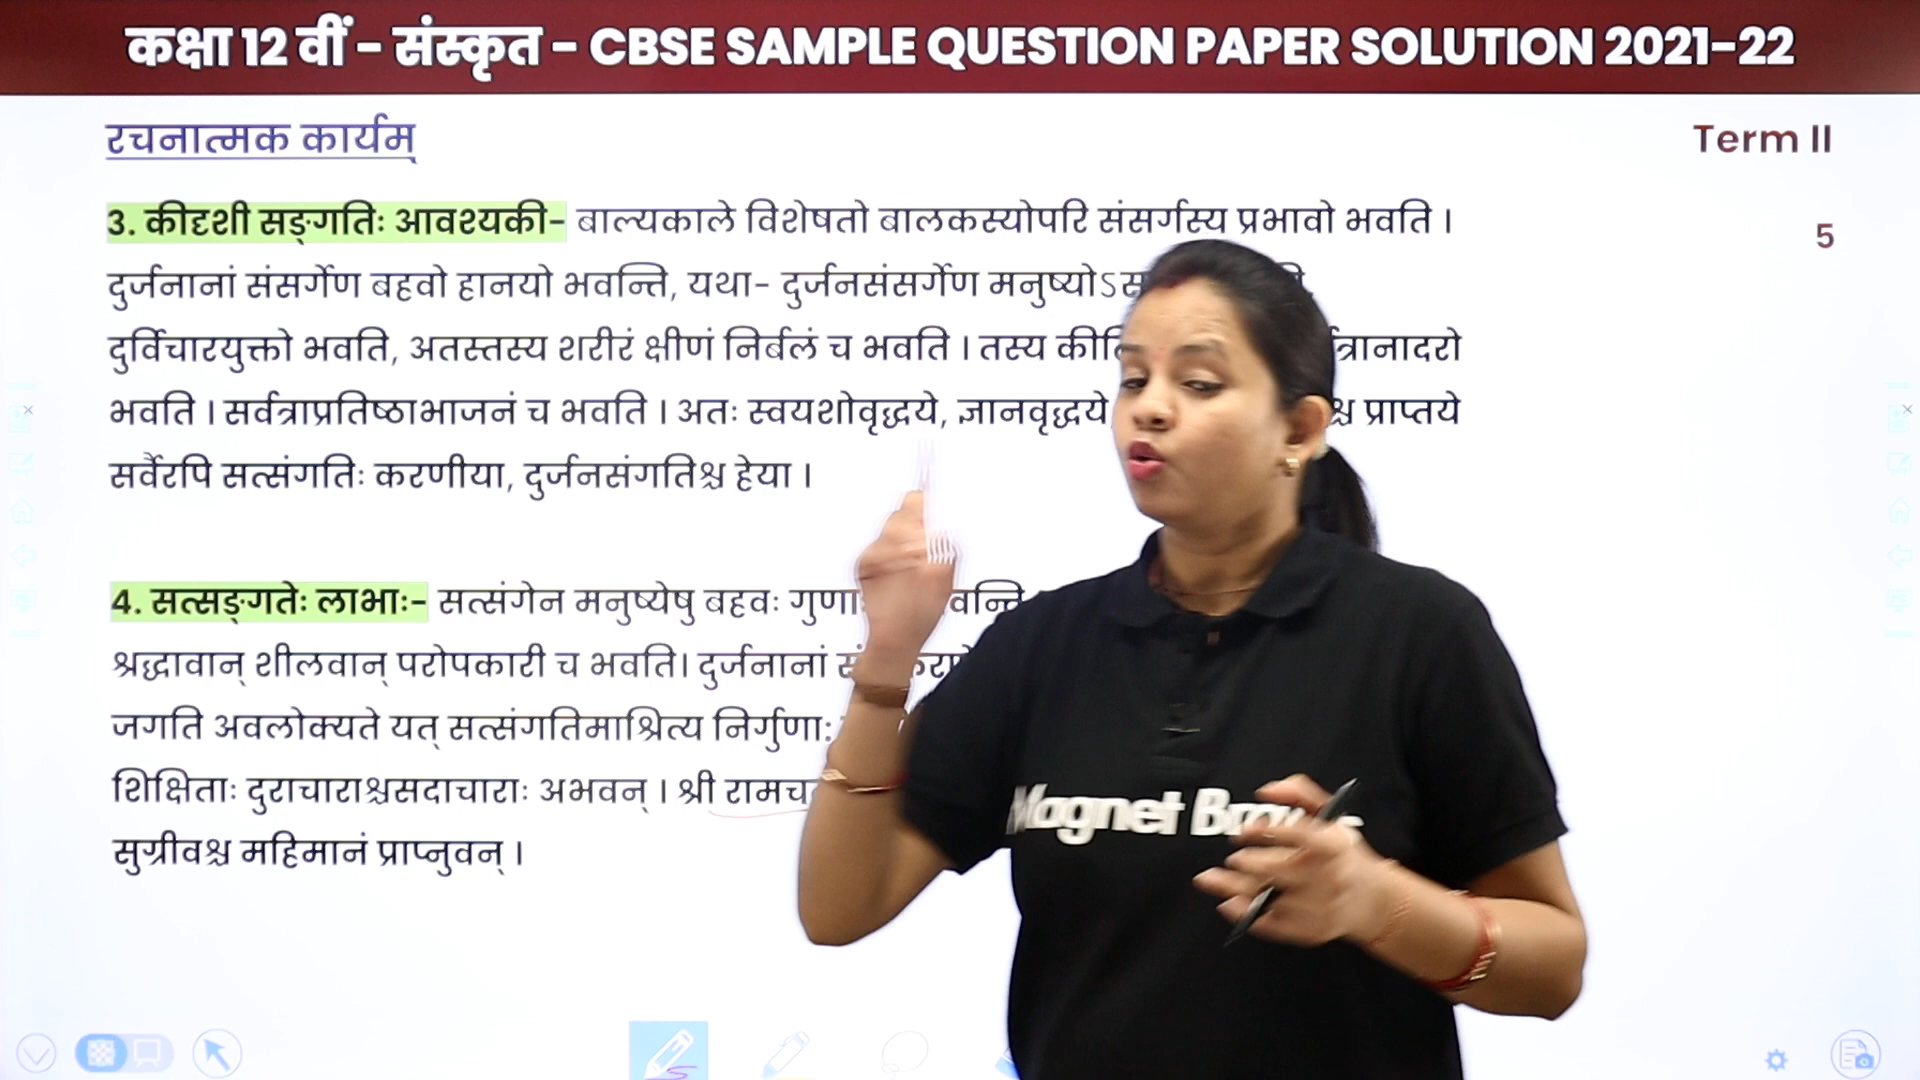 कक्षा 12 वीं - संस्कृत - CBSE SAMPLE QUESTION PAPER SOLUTION 2021-22
रचनात्मक कार्यम्
Term II
3. कीदृशी सङ्गतिः आवश्यकी- बाल्यकाले विशेषतो बालकस्योपरि संसर्गस्य प्रभावो भवति ।
5
दुर्जनानां संसर्गेण बहवो हानयो भवन्ति, यथा- दुर्जनसंसर्गेण
दुर्विचारयुक्तो भवति, अतस्तस्य शरीरं क्षीणं निर्बलं च भवति । तस्य
भवति । सर्वत्राप्रतिष्ठाभाजनं च भवति । अतः स्वयशोवृद्धये, ज्ञानवृद्धये, प्राप्तये
सर्वैरपि सत्संगतिः करणीया, दुर्जनसंगतिश्च हेया ।
4. सत्सङ्गतेः लाभाः- सत्संगेन मनुष्येषु बहवः
श्रद्धावान् शीलवान् परोपकारी च भवति। दुर्जनानां
जगति अवलोक्यते यत् सत्संगतिमाश्रित्य निर्गुणाः
शिक्षिताः दुराचाराश्चसदाचाराः अभवन् । श्री
सुग्रीवश्च महिमानं प्राप्नुवन् ।
Magnet